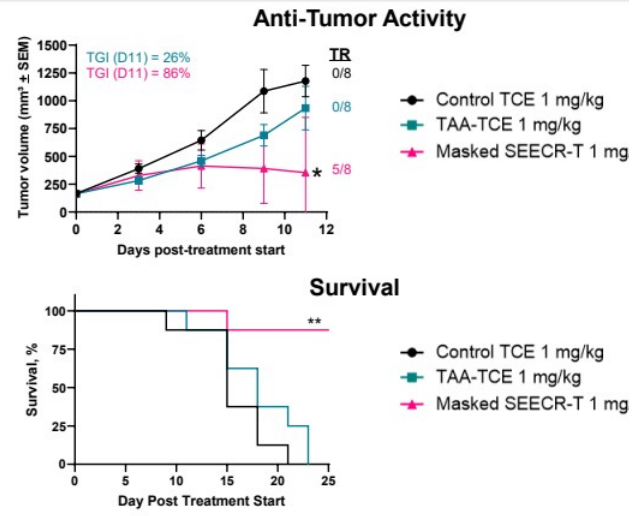 Anti-Tumor Activity
Tumor volume (mm³ ± SEM)
1500
1250
1000
750
500
250
0
TGI (D11) = 26%
TGI (D11) = 86%
TR
0/8
0/8
5/8
*
0 2 4 6 8 10 12
Days post-treatment start
Control TCE 1 mg/kg
TAA-TCE 1 mg/kg
Masked SEECR-T 1 mg
Survival
Survival, %
100
75
50
25
0
**
0 5 10 15 20 25
Day Post Treatment Start
Control TCE 1 mg/kg
TAA-TCE 1 mg/kg
Masked SEECR-T 1 mg